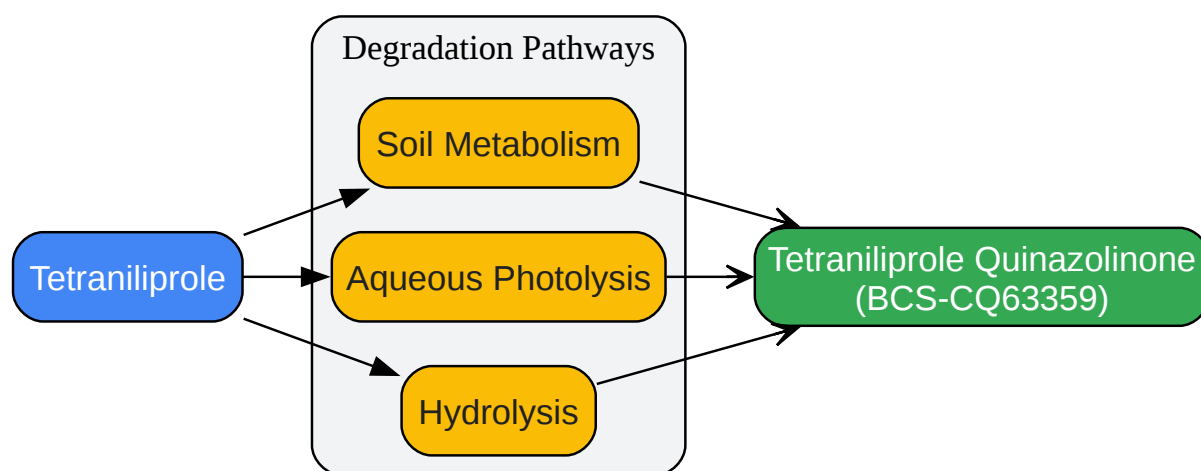 Degradation Pathways
Soil Metabolism
Tetraniliprole
Aqueous Photolysis
Tetraniliprole Quinazolinone
(BCS-CQ63359)
Hydrolysis